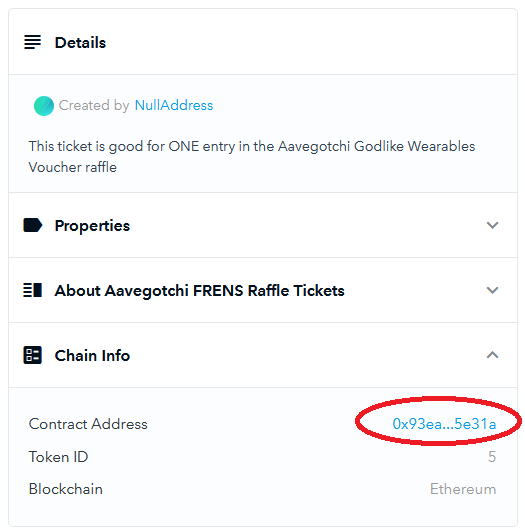 Details
Created by NullAddress
This ticket is good for ONE entry in the Aavegotchi Godlike Wearables
Voucher raffle
Properties
About Aavegotchi FRENS Raffle Tickets
Chain Info
Contract Address 0x93ea...5e31a
Token ID 5
Blockchain Ethereum